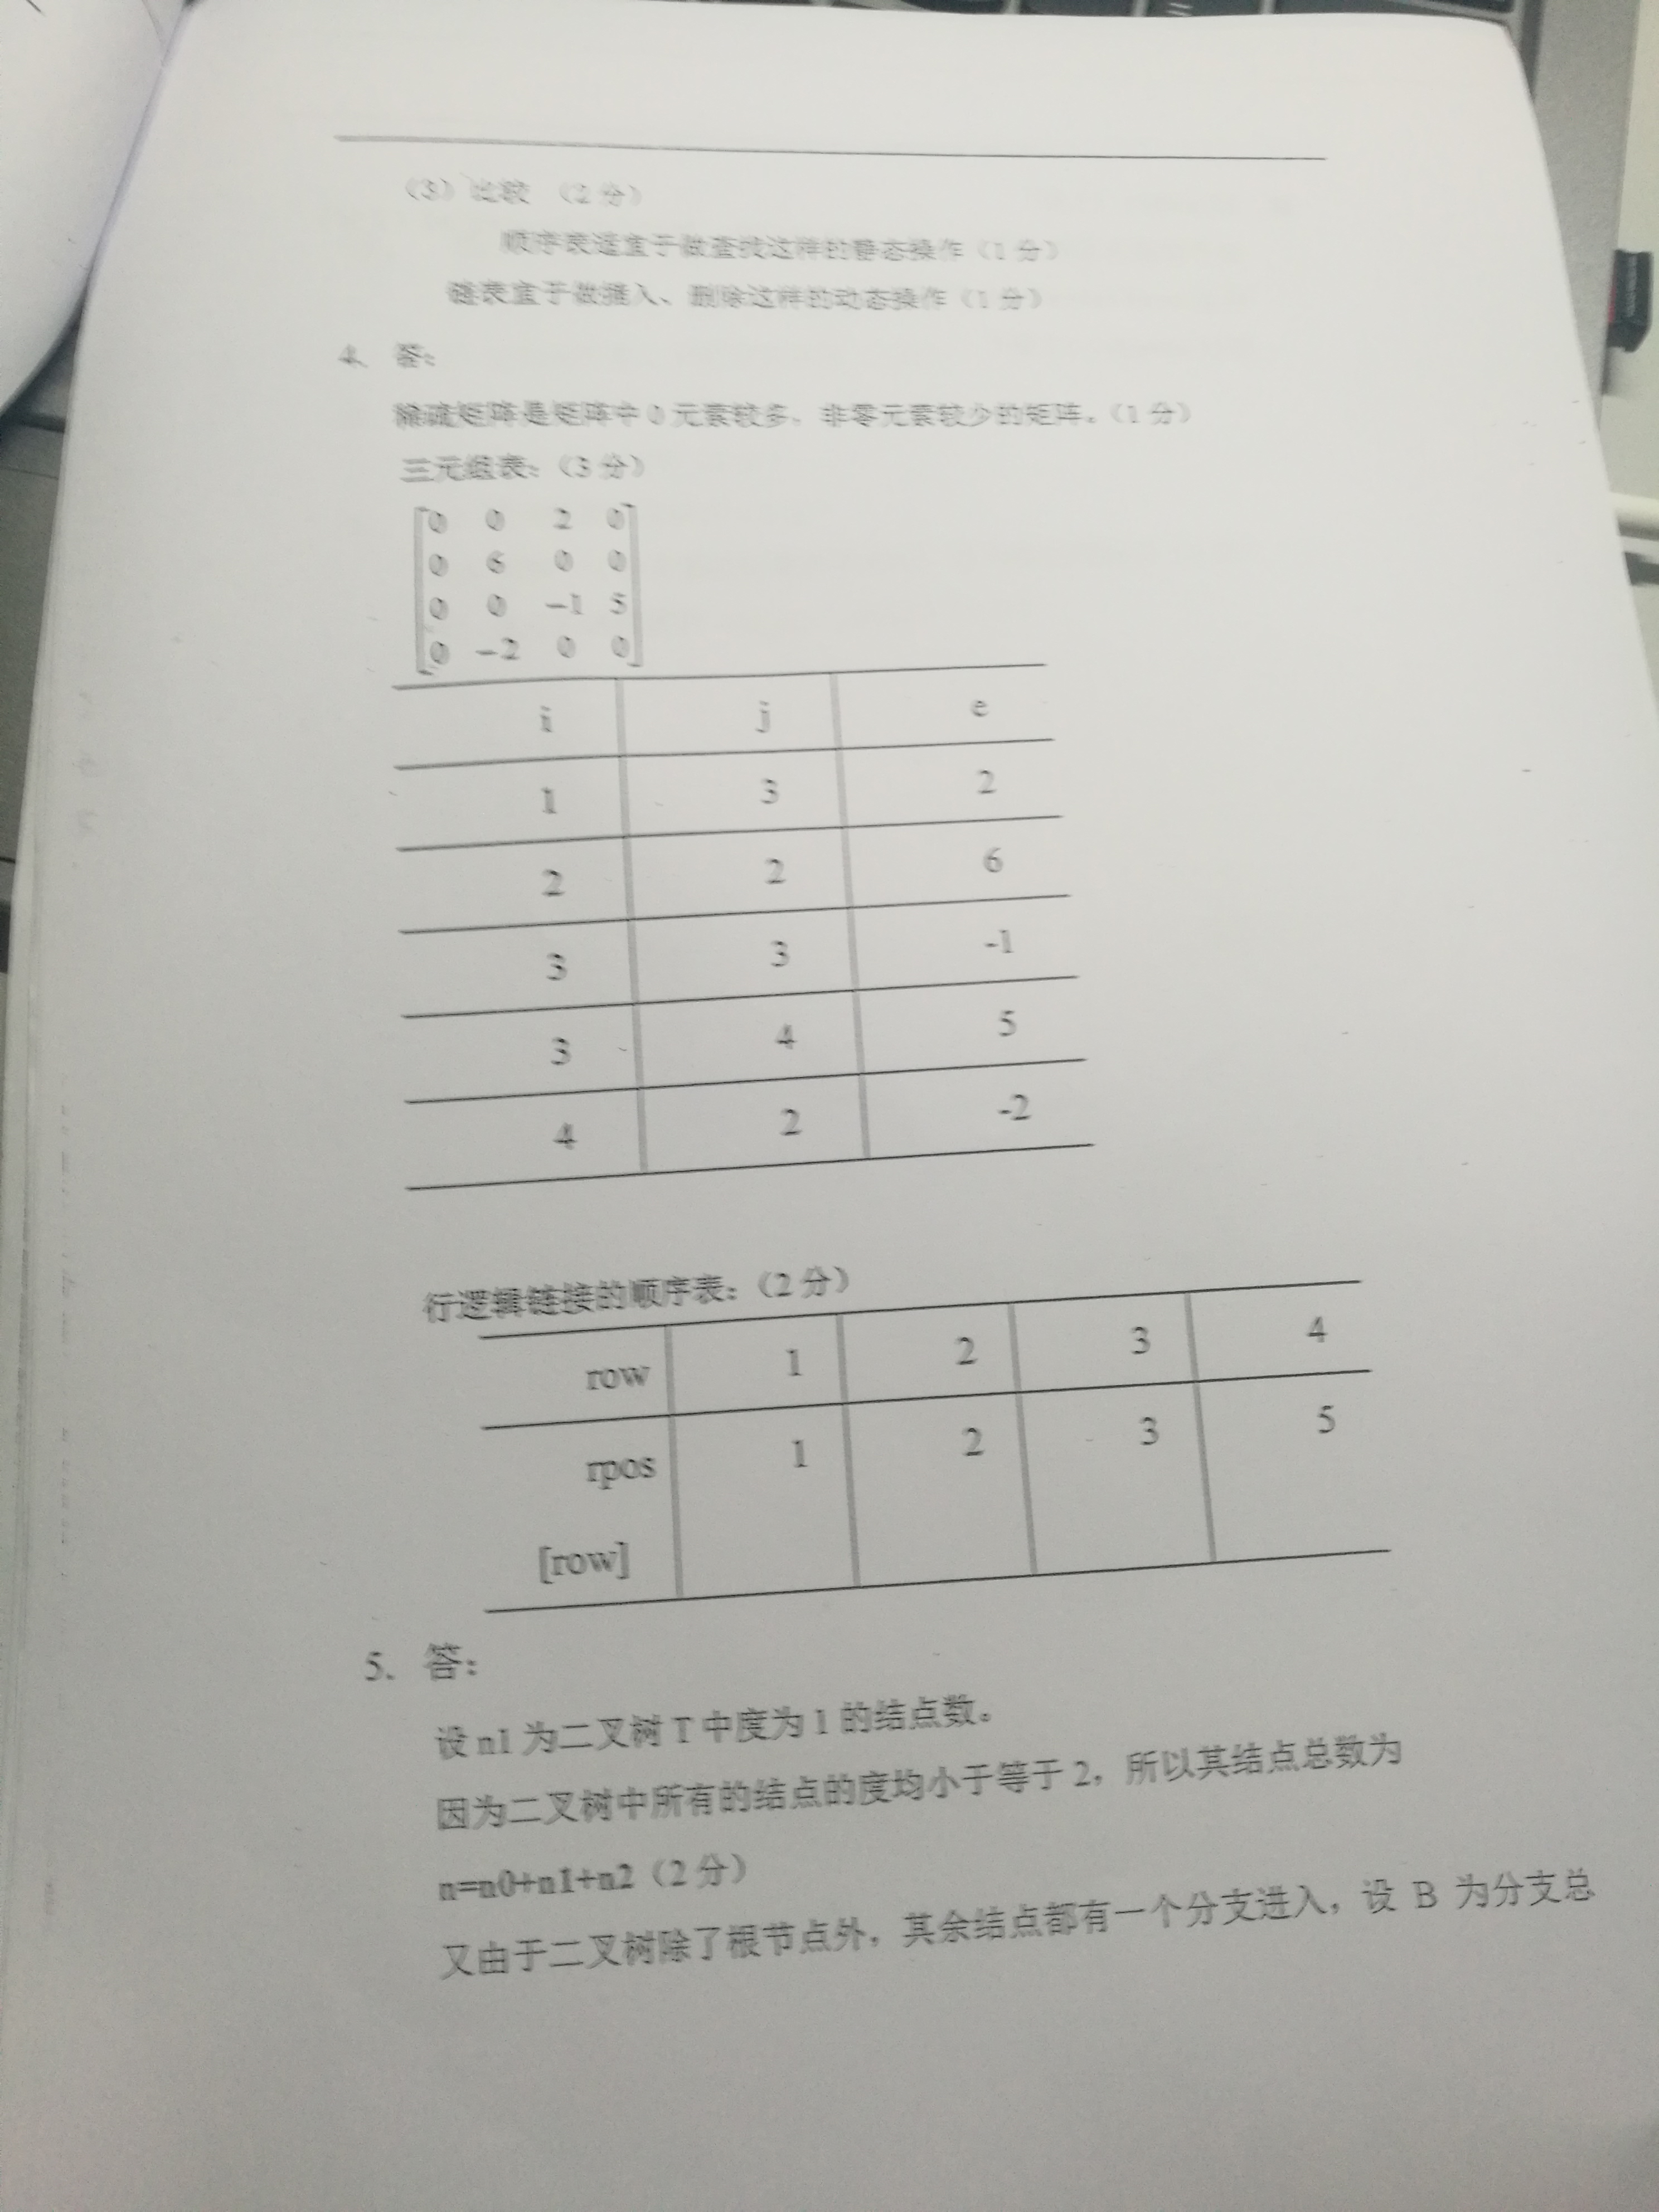 （3）比较 （2 分）
顺序表适宜于做查找这样的静态操作（1 分）
链表宜于做插入、删除这样的动态操作（1 分）
4. 答：
稀疏矩阵是矩阵中 0 元素较多，非零元素较少的矩阵。（1 分）
三元组表：（3 分）
0 0 2 0
0 6 0 0
0 0 −1 5
0 −2 0 0
i j e
1 3 2
2 2 6
3 3 -1
3 4 5
4 2 -2
行逻辑链接的顺序表：（2 分）
row 1 2 3 4
rpos 1 2 3 5
[row]
5. 答：
设 n1 为二叉树 T 中度为 1 的结点数。
因为二叉树中所有的结点的度均小于等于 2，所以其结点总数为
n=n0+n1+n2（2 分）
又由于二叉树除了根节点外，其余结点都有一个分支进入，设 B 为分支总